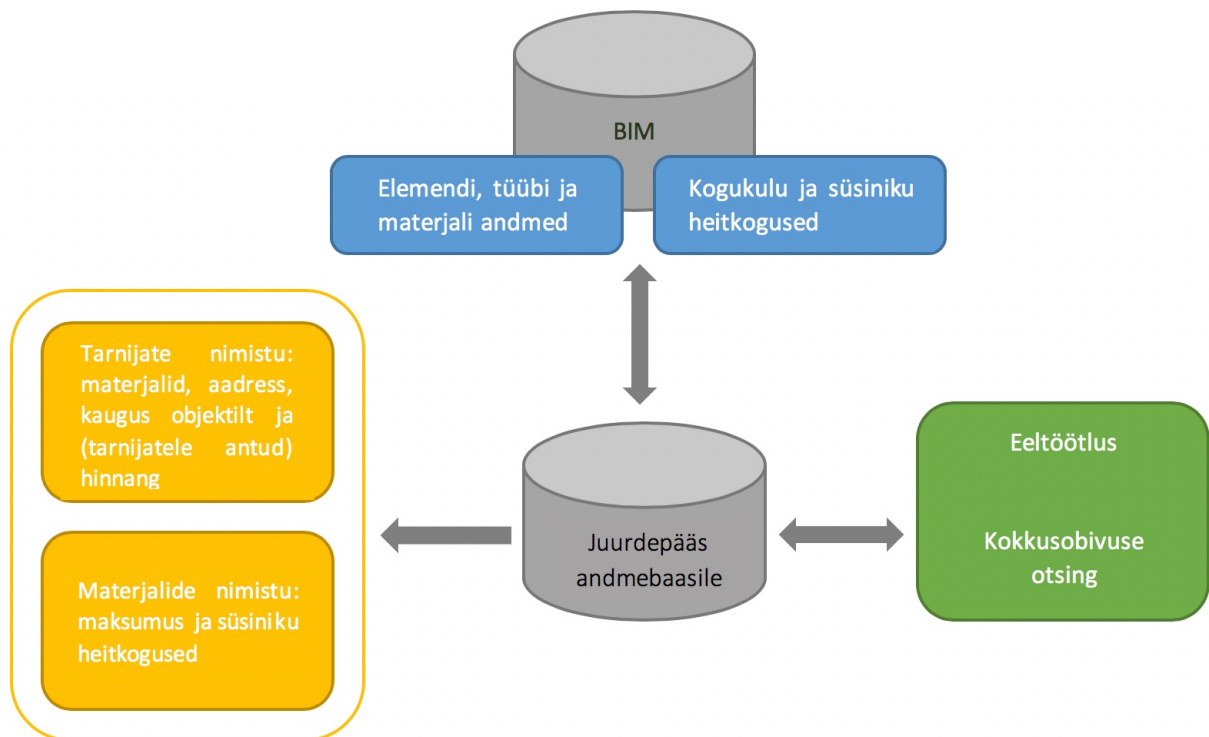 BIM
Elemendi, tüübi ja
materjali andmed
Kogukulu ja süsiniku
heitkogused
Tarnijate nimistu:
materjalid, aadress,
kaugus objektilt ja
(tarnijatele antud)
hinnang
Materjalide nimistu:
maksumus ja süsiniku
heitkogused
Juurdepääs
andmebaasile
Eeltöötlus
Kokkusobivuse
otsing